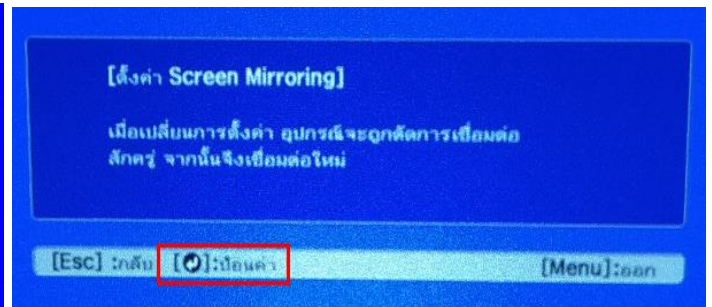 [ตั้งค่า Screen Mirroring]
เมื่อเปลี่ยนการตั้งค่า อุปกรณ์จะถูกตัดการเชื่อมต่อ
สักครู่ จากนั้นจึงเชื่อมต่อใหม่
[Esc] :กลับ []:ป้อนค่า [Menu]:ออก